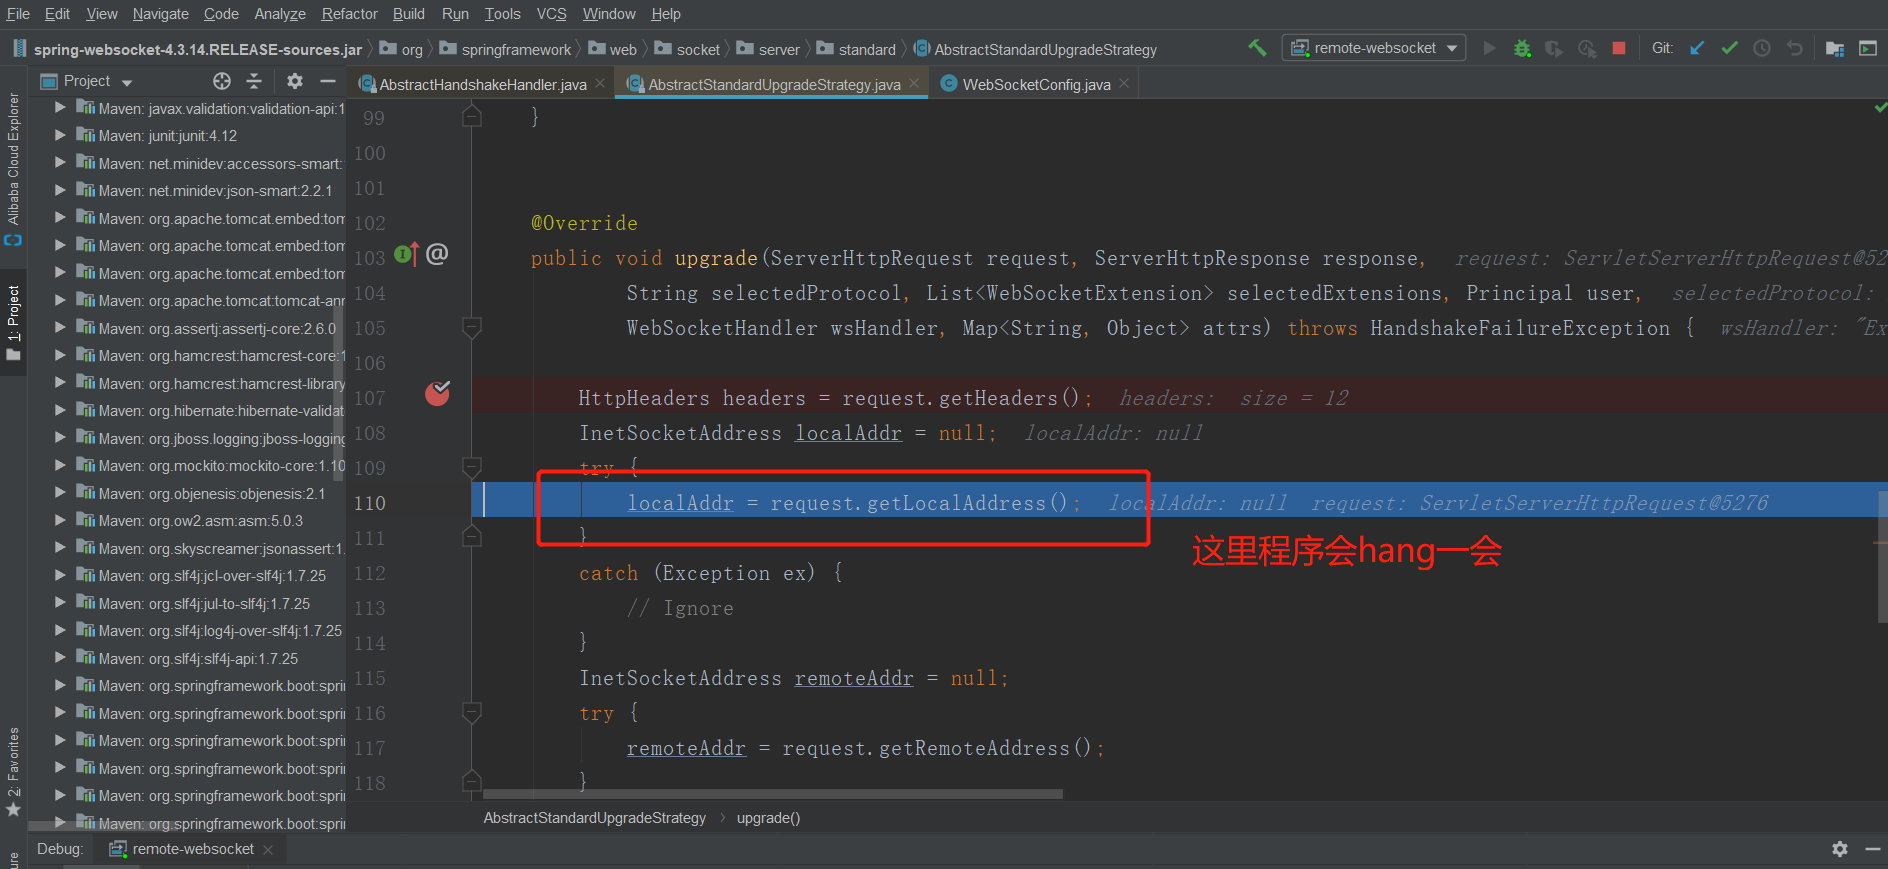 File Edit View Navigate Code Analyze Refactor Build Run Tools VCS Window Help
spring-websocket-4.3.14.RELEASE-sources.jar org springframework web socket server standard AbstractStandardUpgradeStrategy remote-websocket Git:
Project
AbstractHandshakeHandler.java AbstractStandardUpgradeStrategy.java WebSocketConfig.java
Alibaba Cloud Explorer
1: Project
2: Favorites
Maven: javax.validation:validation-api:1
Maven: junit:junit:4.12
Maven: net.minidev:accessors-smart:
Maven: net.minidev:json-smart:2.2.1
Maven: org.apache.tomcat.embed:tom
Maven: org.apache.tomcat.embed:tom
Maven: org.apache.tomcat.embed:tom
Maven: org.apache.tomcat:tomcat-ann
Maven: org.assertj:assertj-core:2.6.0
Maven: org.hamcrest:hamcrest-core:1
Maven: org.hamcrest:hamcrest-library
Maven: org.hibernate:hibernate-validat
Maven: org.jboss.logging:jboss-logging
Maven: org.mockito:mockito-core:1.10
Maven: org.objenesis:objenesis:2.1
Maven: org.ow2.asm:asm:5.0.3
Maven: org.skyscreamer:jsonassert:1.
Maven: org.slf4j:jcl-over-slf4j:1.7.25
Maven: org.slf4j:jul-to-slf4j:1.7.25
Maven: org.slf4j:log4j-over-slf4j:1.7.25
Maven: org.slf4j:slf4j-api:1.7.25
Maven: org.springframework.boot:sprin
Maven: org.springframework.boot:sprin
Maven: org.springframework.boot:sprin
Maven: org.springframework.boot:sprin
Maven: org.springframework.boot:sprin
Maven: org.springframework.boot:sprin
99 }
100
101
102 @Override
103 public void upgrade(ServerHttpRequest request, ServerHttpResponse response, request: ServletServerHttpRequest@52
104 String selectedProtocol, List<WebSocketExtension> selectedExtensions, Principal user, selectedProtocol:
105 WebSocketHandler wsHandler, Map<String, Object> attrs) throws HandshakeFailureException { wsHandler: "Ex
106
107 HttpHeaders headers = request.getHeaders(); headers: size = 12
108 InetSocketAddress localAddr = null; localAddr: null
109 try {
110 localAddr = request.getLocalAddress(); localAddr: null request: ServletServerHttpRequest@5276
111 }
这里程序会hang一会
112 catch (Exception ex) {
113 // Ignore
114 }
115 InetSocketAddress remoteAddr = null;
116 try {
117 remoteAddr = request.getRemoteAddress();
118 }
AbstractStandardUpgradeStrategy › upgrade()
Debug: remote-websocket